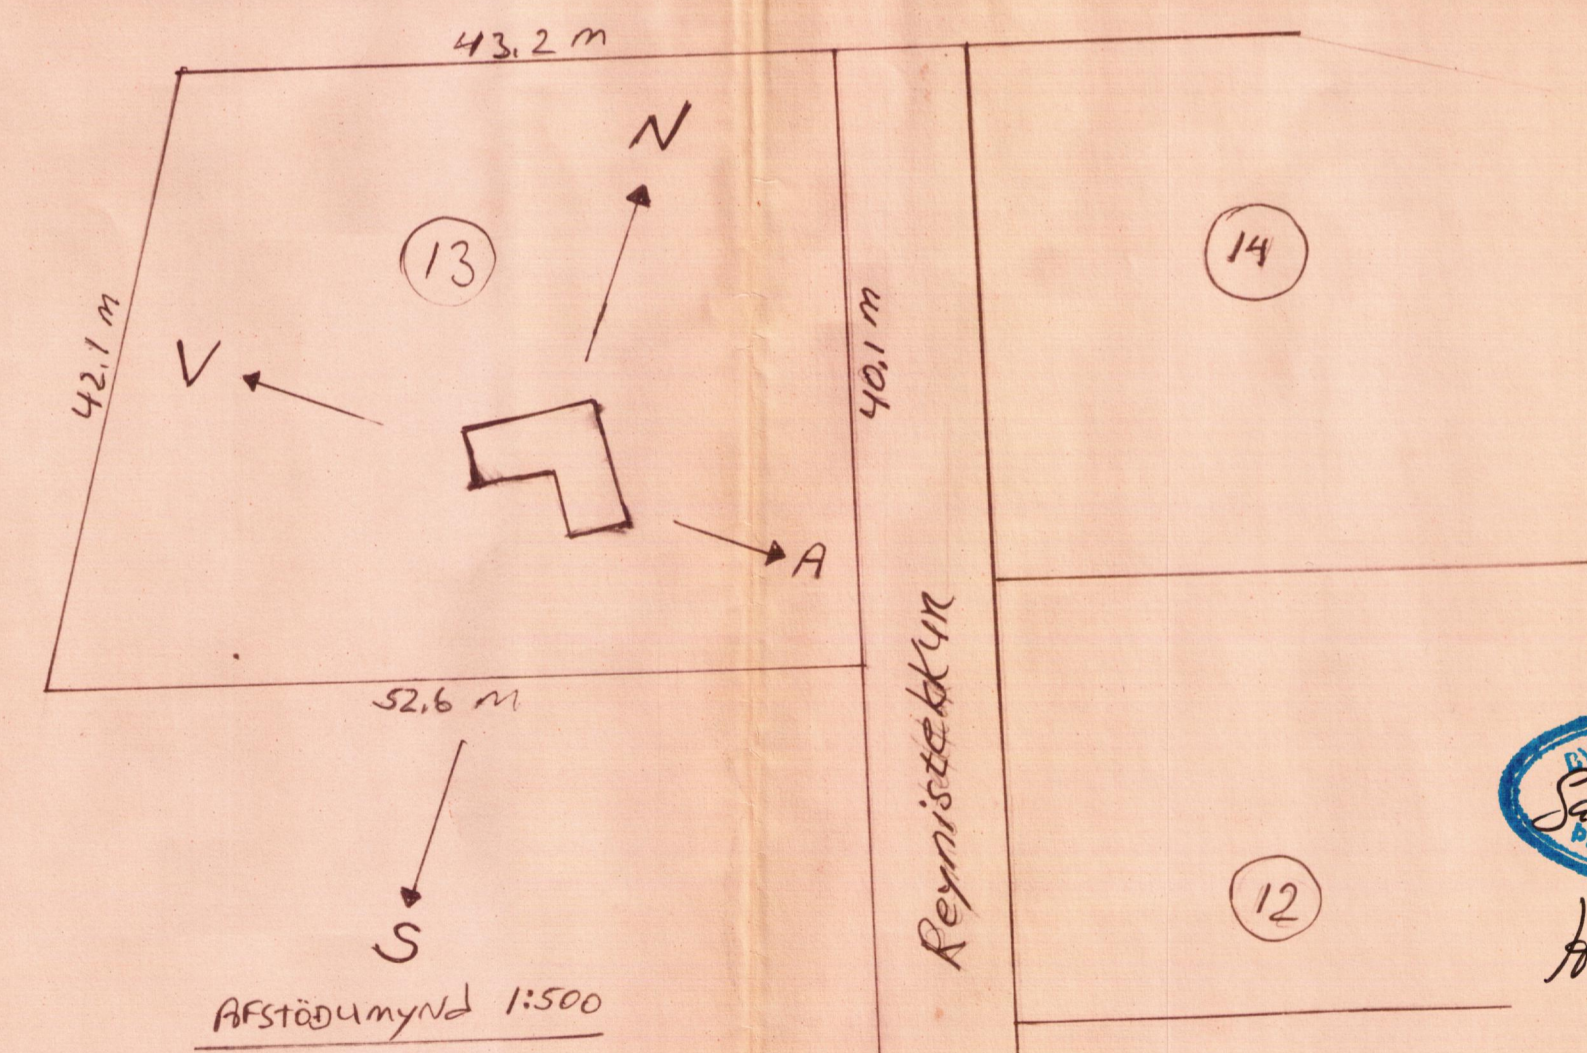 43.2 m
N
13
14
42.1 m
V
40.1 m
A
52.6 m
Reynistekkur
12
S
AFSTÖÐUMYND 1:500